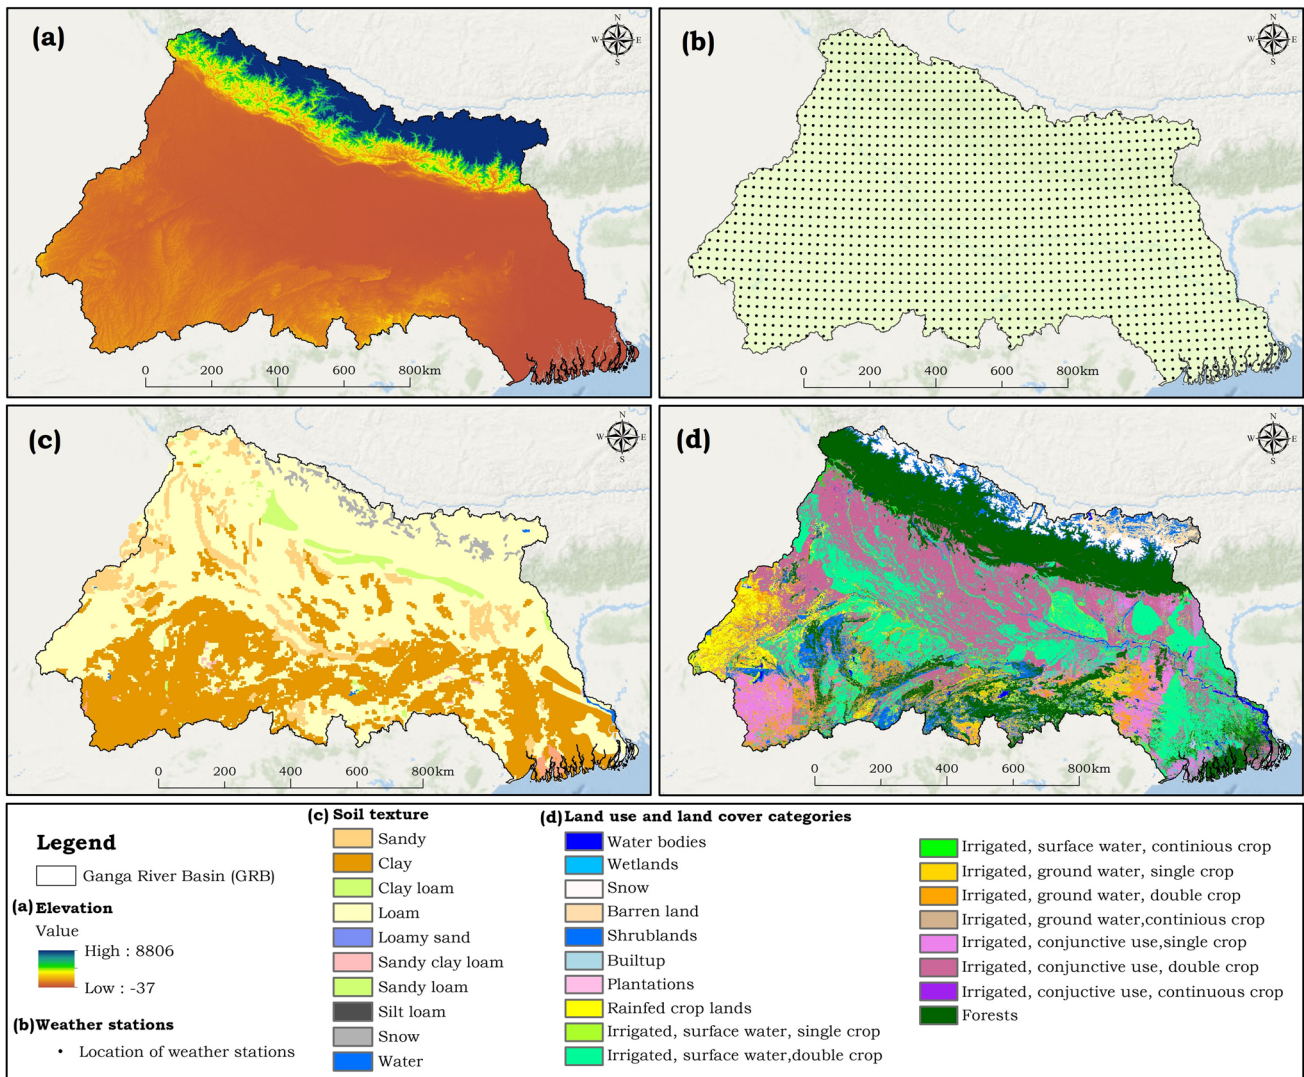 (a)
N
W E
S
0 200 400 600 800km
(b)
N
W E
S
0 200 400 600 800km
(c)
N
W E
S
0 200 400 600 800km
(d)
N
W E
S
0 200 400 600 800km
Legend
Ganga River Basin (GRB)
(a) Elevation
Value
High : 8806
Low : -37
(b) Weather stations
• Location of weather stations
(c) Soil texture
Sandy
Clay
Clay loam
Loam
Loamy sand
Sandy clay loam
Sandy loam
Silt loam
Snow
Water
(d) Land use and land cover categories
Water bodies
Wetlands
Snow
Barren land
Shrublands
Builtup
Plantations
Rainfed crop lands
Irrigated, surface water, single crop
Irrigated, surface water,double crop
Irrigated, surface water, continious crop
Irrigated, ground water, single crop
Irrigated, ground water, double crop
Irrigated, ground water,continious crop
Irrigated, conjunctive use,single crop
Irrigated, conjunctive use, double crop
Irrigated, conjuctive use, continuous crop
Forests